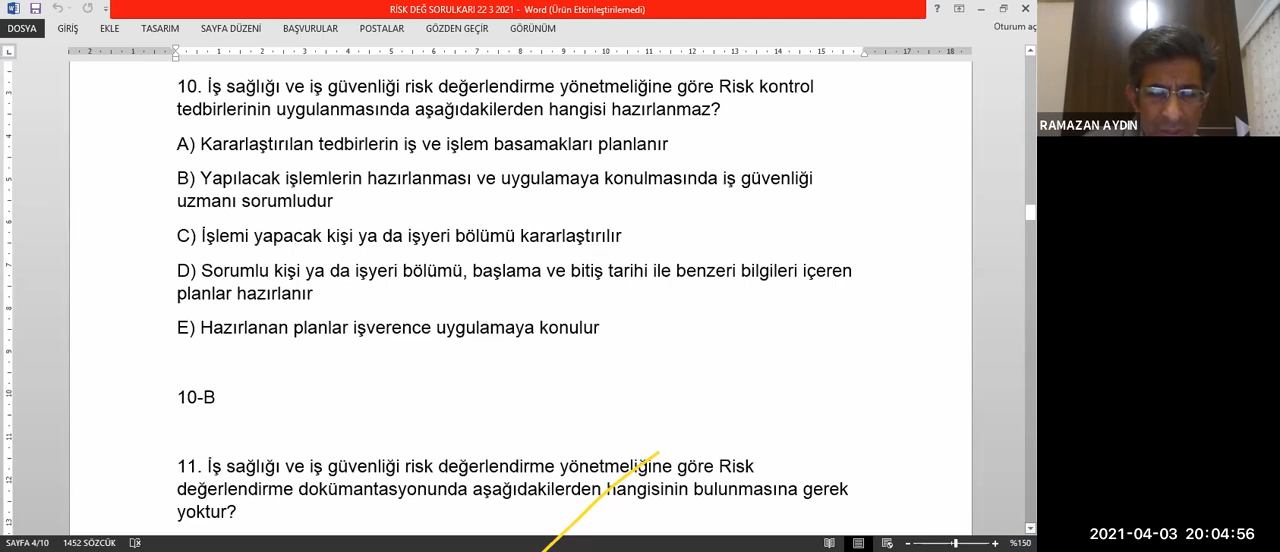 RİSK DEĞ SORULKARI 22 3 2021 - Word (Ürün Etkinleştirilemedi)
DOSYA GİRİŞ EKLE TASARIM SAYFA DÜZENİ BAŞVURULAR POSTALAR GÖZDEN GEÇİR GÖRÜNÜM Oturum aç
10. İş sağlığı ve iş güvenliği risk değerlendirme yönetmeliğine göre Risk kontrol
tedbirlerinin uygulanmasında aşağıdakilerden hangisi hazırlanmaz?
A) Kararlaştırılan tedbirlerin iş ve işlem basamakları planlanır
B) Yapılacak işlemlerin hazırlanması ve uygulamaya konulmasında iş güvenliği
uzmanı sorumludur
C) İşlemi yapacak kişi ya da işyeri bölümü kararlaştırılır
D) Sorumlu kişi ya da işyeri bölümü, başlama ve bitiş tarihi ile benzeri bilgileri içeren
planlar hazırlanır
E) Hazırlanan planlar işverence uygulamaya konulur
10-B
11. İş sağlığı ve iş güvenliği risk değerlendirme yönetmeliğine göre Risk
değerlendirme dokümantasyonunda aşağıdakilerden hangisinin bulunmasına gerek
yoktur?
SAYFA 4/10 1452 SÖZCÜK %150
RAMAZAN AYDIN
2021-04-03 20:04:56